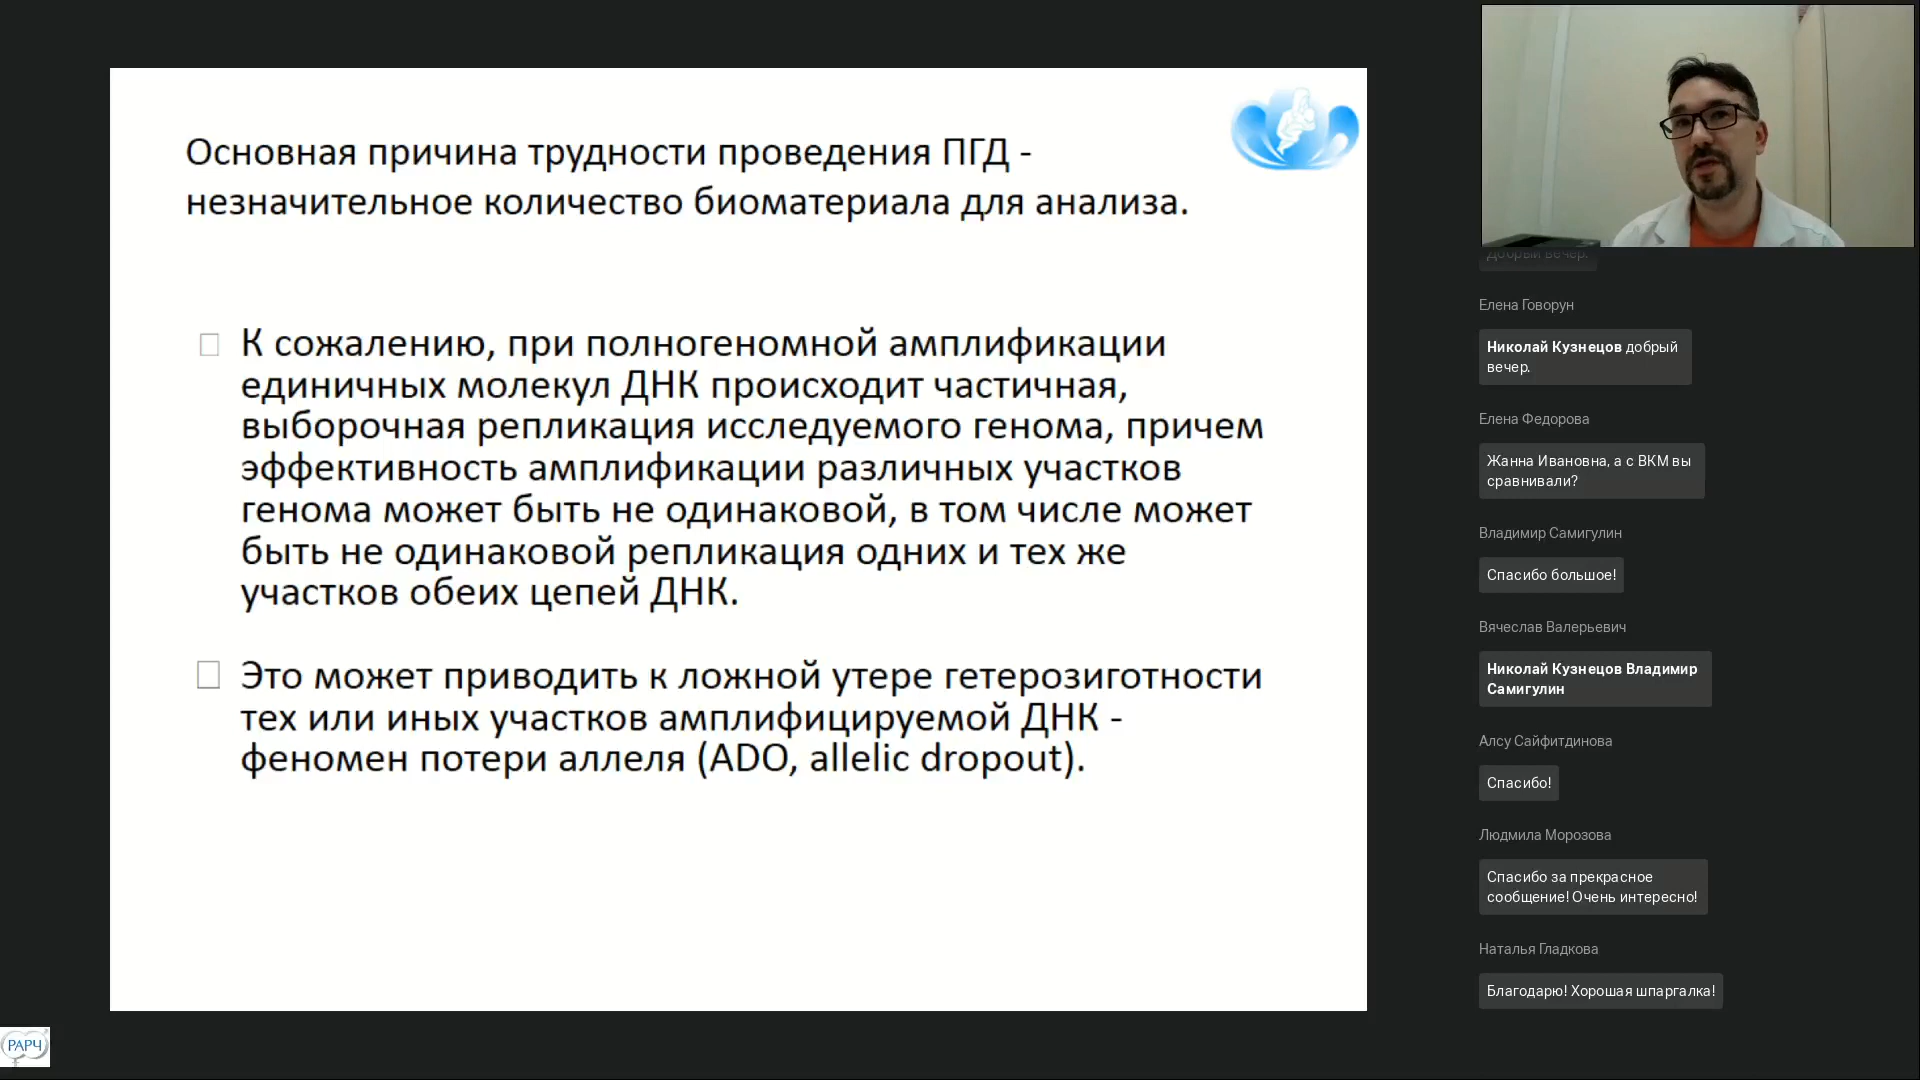 Основная причина трудности проведения ПГД -
незначительное количество биоматериала для анализа.
К сожалению, при полногеномной амплификации
единичных молекул ДНК происходит частичная,
выборочная репликация исследуемого генома, причем
эффективность амплификации различных участков
генома может быть не одинаковой, в том числе может
быть не одинаковой репликация одних и тех же
участков обеих цепей ДНК.
Это может приводить к ложной утере гетерозиготности
тех или иных участков амплифицируемой ДНК -
феномен потери аллеля (ADO, allelic dropout).
Добрый вечер.
Елена Говорун
Николай Кузнецов добрый
вечер.
Елена Федорова
Жанна Ивановна, а с ВКМ вы
сравнивали?
Владимир Самигулин
Спасибо большое!
Вячеслав Валерьевич
Николай Кузнецов Владимир
Самигулин
Алсу Сайфитдинова
Спасибо!
Людмила Морозова
Спасибо за прекрасное
сообщение! Очень интересно!
Наталья Гладкова
Благодарю! Хорошая шпаргалка!
РАРЧ